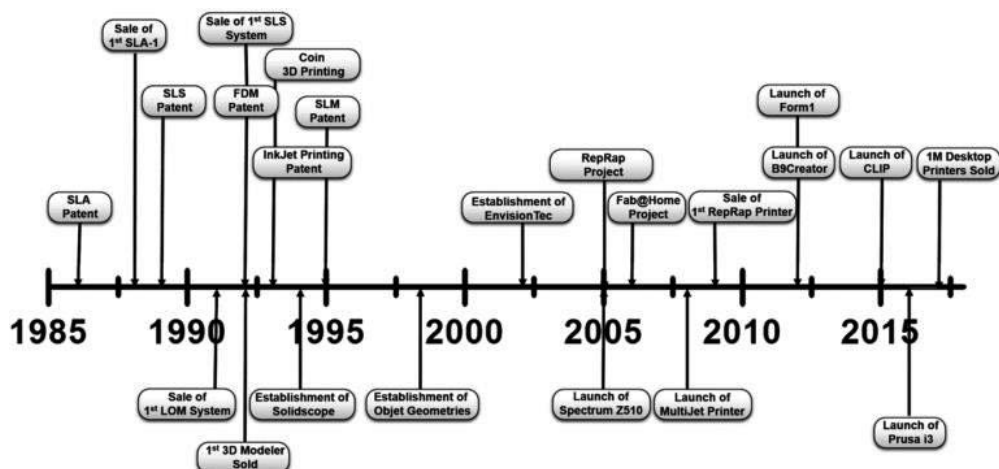 Sale of
1st SLA-1
Sale of 1st SLS
System
Coin
3D Printing
SLS
Patent
FDM
Patent
SLM
Patent
Launch of
Form1
InkJet Printing
Patent
RepRap
Project
Launch of
B9Creator
Launch of
CLIP
1M Desktop
Printers Sold
SLA
Patent
Establishment of
EnvisionTec
Fab@Home
Project
Sale of
1st RepRap Printer
1985 1990 1995 2000 2005 2010 2015
Sale of
1st LOM System
Establishment of
Solidscope
Establishment of
Objet Geometries
Launch of
Spectrum Z510
Launch of
MultiJet Printer
Launch of
Prusa i3
1st 3D Modeler
Sold